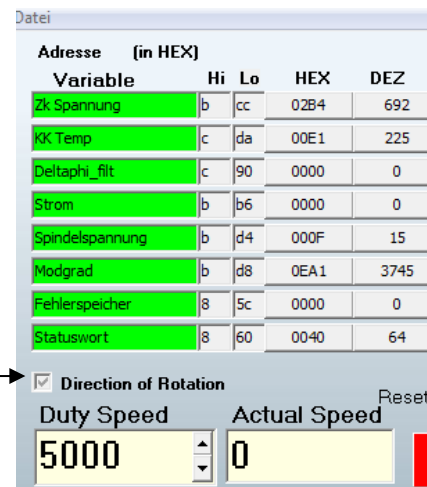 Datei
Adresse (in HEX)
Variable Hi Lo HEX DEZ
Zk Spannung b cc 02B4 692
KK Temp c da 00E1 225
Deltaphi_filt c 90 0000 0
Strom b b6 0000 0
Spindelspannung b d4 000F 15
Modgrad b d8 0EA1 3745
Fehlerspeicher 8 5c 0000 0
Statuswort 8 60 0040 64
Direction of Rotation
Reset
Duty Speed Actual Speed
5000 0